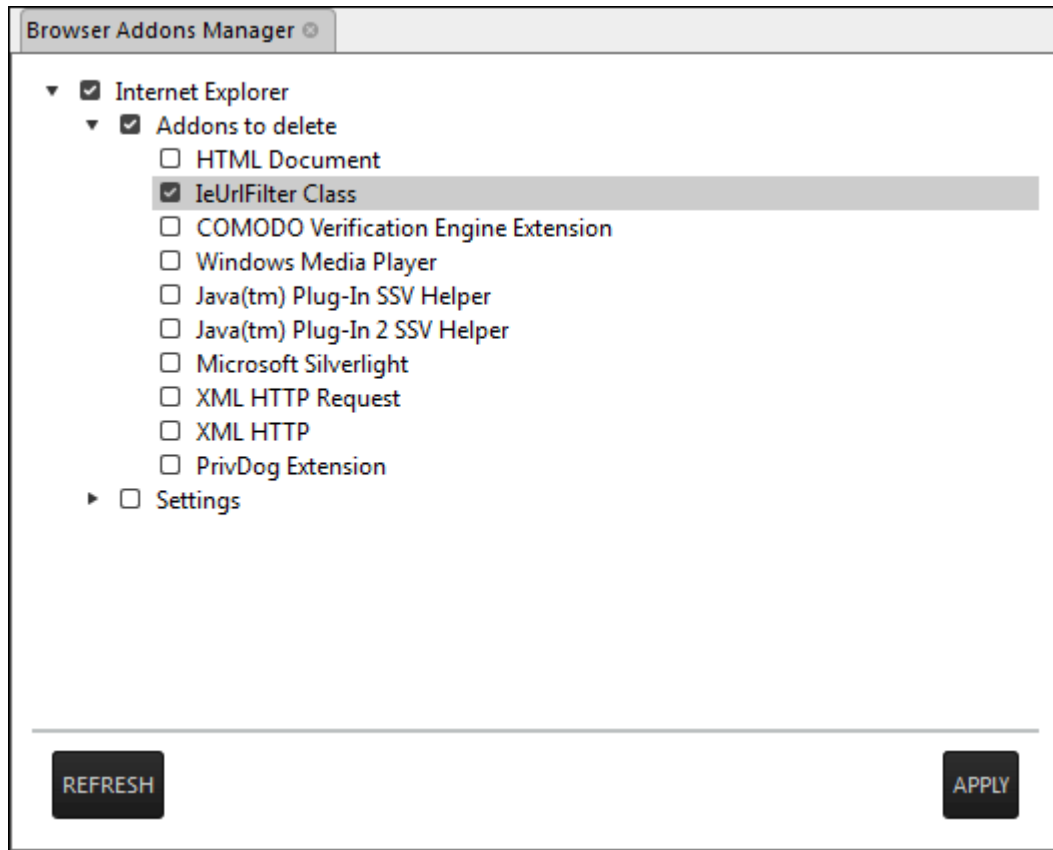 Browser Addons Manager
Internet Explorer
Addons to delete
HTML Document
IeUrlFilter Class
COMODO Verification Engine Extension
Windows Media Player
Java(tm) Plug-In SSV Helper
Java(tm) Plug-In 2 SSV Helper
Microsoft Silverlight
XML HTTP Request
XML HTTP
PrivDog Extension
Settings
REFRESH APPLY